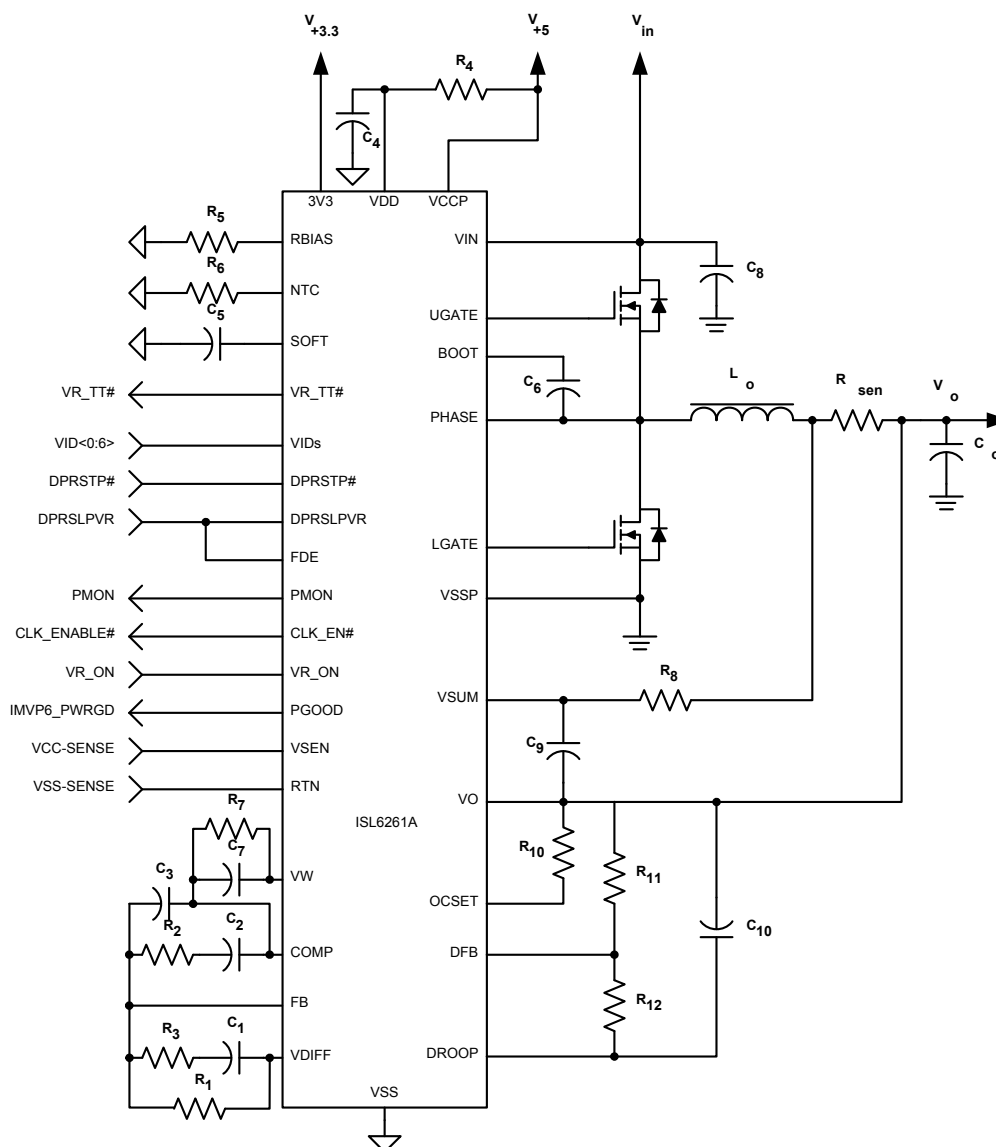 V+3.3
V+5
Vin
R4
C4
3V3
VDD
VCCP
R5
RBIAS
VIN
R6
C8
NTC
C5
UGATE
SOFT
BOOT
VR_TT#
VR_TT#
C6
Lo
Rsen
Vo
PHASE
VID<0:6>
VIDs
Co
DPRSTP#
DPRSTP#
DPRSLPVR
DPRSLPVR
LGATE
FDE
PMON
PMON
VSSP
CLK_ENABLE#
CLK_EN#
VR_ON
VR_ON
R8
VSUM
IMVP6_PWRGD
PGOOD
C9
VCC-SENSE
VSEN
VSS-SENSE
RTN
VO
R7
ISL6261A
C7
R10
C3
VW
R11
OCSET
R2
C2
C10
COMP
DFB
FB
R12
R3
C1
VDIFF
DROOP
R1
VSS